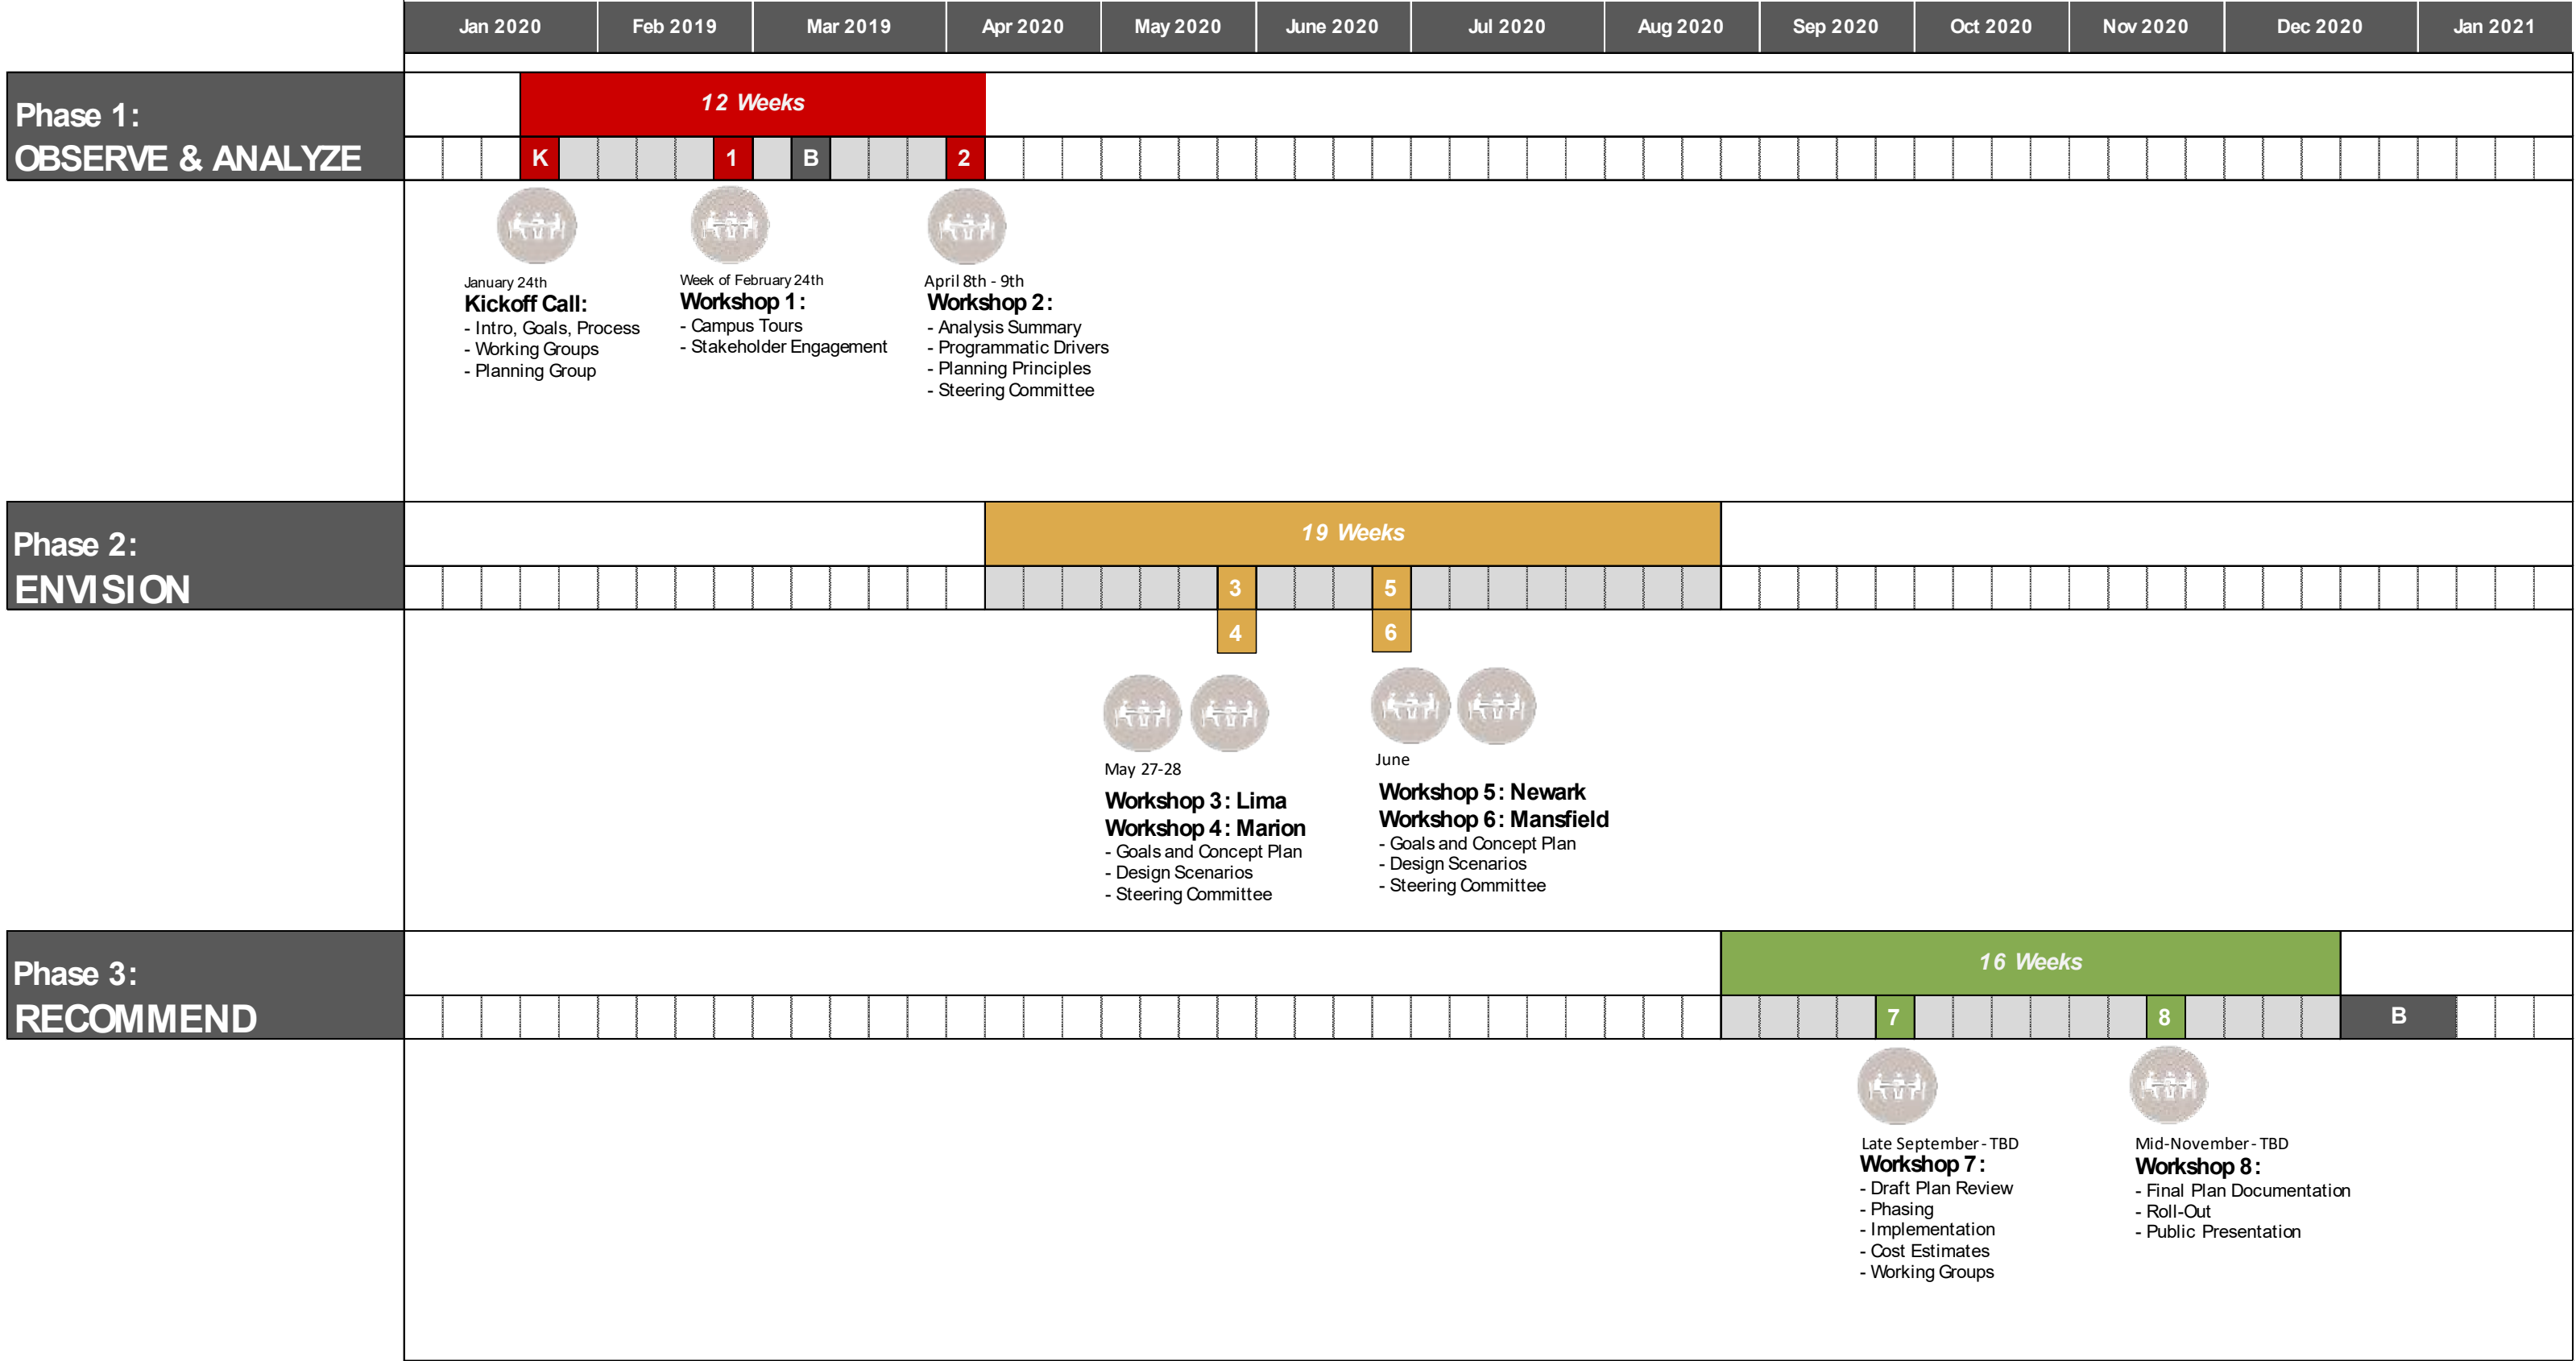 Jan 2020 Feb 2019 Mar 2019 Apr 2020 May 2020 June 2020 Jul 2020 Aug 2020 Sep 2020 Oct 2020 Nov 2020 Dec 2020 Jan 2021
Phase 1:
OBSERVE & ANALYZE
12 Weeks
K 1 B 2
January 24th
Kickoff Call:
- Intro, Goals, Process
- Working Groups
- Planning Group
Week of February 24th
Workshop 1:
- Campus Tours
- Stakeholder Engagement
April 8th - 9th
Workshop 2:
- Analysis Summary
- Programmatic Drivers
- Planning Principles
- Steering Committee
Phase 2:
ENVISION
19 Weeks
3 5
4 6
May 27-28
Workshop 3: Lima
Workshop 4: Marion
- Goals and Concept Plan
- Design Scenarios
- Steering Committee
June
Workshop 5: Newark
Workshop 6: Mansfield
- Goals and Concept Plan
- Design Scenarios
- Steering Committee
Phase 3:
RECOMMEND
16 Weeks
7 8 B
Late September - TBD
Workshop 7:
- Draft Plan Review
- Phasing
- Implementation
- Cost Estimates
- Working Groups
Mid-November - TBD
Workshop 8:
- Final Plan Documentation
- Roll-Out
- Public Presentation